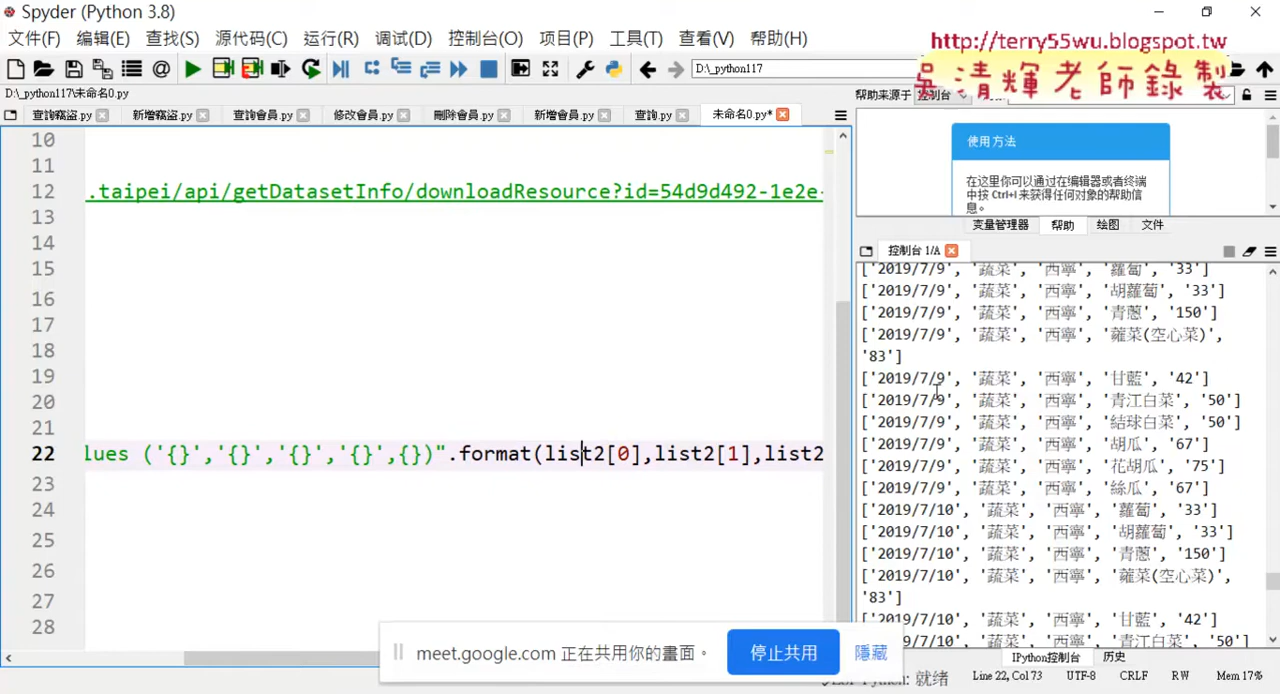 Spyder (Python 3.8)
http://terry55wu.blogspot.tw
文件(F) 编辑(E) 查找(S) 源代码(C) 运行(R) 调试(D) 控制台(O) 项目(P) 工具(T) 查看(V) 帮助(H)
D:\_python117
吳清輝老師錄製
D:\_python117\未命名0.py
帮助来源于 控制台
查詢竊盜.py 新增竊盜.py 查詢會員.py 修改會員.py 刪除會員.py 新增會員.py 查詢.py 未命名0.py*
使用方法
在这里你可以通过在编辑器或者终端
中按 Ctrl+I 来获得任何对象的帮助信
息。
变量管理器 帮助 绘图 文件
控制台 1/A
10
11
12 .taipei/api/getDatasetInfo/downloadResource?id=54d9d492-1e2e-
13
14
15
16
17
18
19
20
21
22 lues ('{}','{}','{}','{}',{})".format(list2[0],list2[1],list2
23
24
25
26
27
28
['2019/7/9', '蔬菜', '西寧', '蘿蔔', '33']
['2019/7/9', '蔬菜', '西寧', '胡蘿蔔', '33']
['2019/7/9', '蔬菜', '西寧', '青蔥', '150']
['2019/7/9', '蔬菜', '西寧', '蕹菜(空心菜)',
'83']
['2019/7/9', '蔬菜', '西寧', '甘藍', '42']
['2019/7/9', '蔬菜', '西寧', '青江白菜', '50']
['2019/7/9', '蔬菜', '西寧', '結球白菜', '50']
['2019/7/9', '蔬菜', '西寧', '胡瓜', '67']
['2019/7/9', '蔬菜', '西寧', '花胡瓜', '75']
['2019/7/9', '蔬菜', '西寧', '絲瓜', '67']
['2019/7/10', '蔬菜', '西寧', '蘿蔔', '33']
['2019/7/10', '蔬菜', '西寧', '胡蘿蔔', '33']
['2019/7/10', '蔬菜', '西寧', '青蔥', '150']
['2019/7/10', '蔬菜', '西寧', '蕹菜(空心菜)',
'83']
['2019/7/10', '蔬菜', '西寧', '甘藍', '42']
['2019/7/10', '蔬菜', '西寧', '青江白菜', '50']
meet.google.com 正在共用你的畫面。 停止共用 隱藏
IPython控制台 历史
LSP Python: 就绪 Line 22, Col 73 UTF-8 CRLF RW Mem 17%